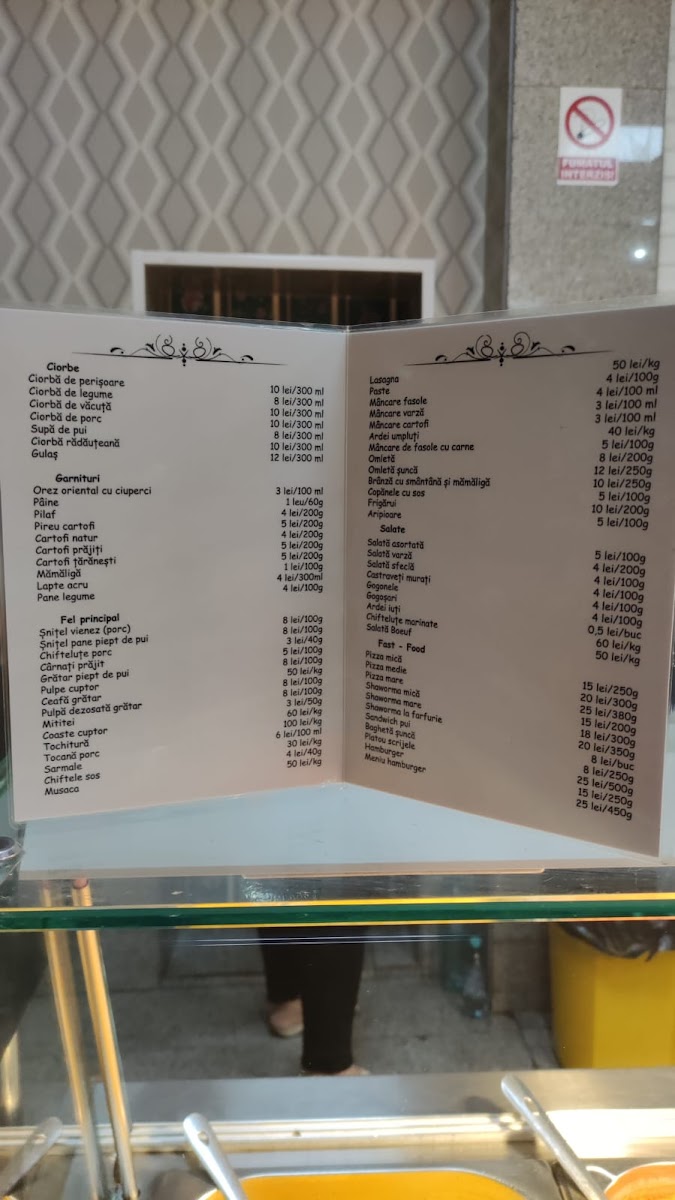 FUMATUL
INTERZIS!
Ciorbe
Ciorbă de perișoare 10 lei/300 ml
Ciorbă de legume 8 lei/300 ml
Ciorbă de văcuță 10 lei/300 ml
Ciorbă de porc 10 lei/300 ml
Supă de pui 8 lei/300 ml
Ciorbă rădăuțeană 10 lei/300 ml
Gulaș 12 lei/300 ml
Garnituri
Orez oriental cu ciuperci 3 lei/100 ml
Pâine 1 leu/60g
Pilaf 4 lei/200g
Pireu cartofi 5 lei/200g
Cartofi natur 4 lei/200g
Cartofi prăjiți 5 lei/200g
Cartofi țărănești 5 lei/200g
Mămăligă 1 lei/100g
Lapte acru 4 lei/300ml
Pane legume 4 lei/100g
Fel principal
Șnițel vienez (porc) 8 lei/100g
Șnițel pane piept de pui 8 lei/100g
Chifteluțe porc 3 lei/40g
Cârnați prăjit 5 lei/100g
Grătar piept de pui 8 lei/100g
Pulpe cuptor 50 lei/kg
Ceafă grătar 8 lei/100g
Pulpă dezosată grătar 8 lei/100g
Mititei 3 lei/50g
Coaste cuptor 60 lei/kg
Tochitură 100 lei/kg
Tocană porc 6 lei/100 ml
Sarmale 30 lei/kg
Chiftele sos 4 lei/40g
Musaca 50 lei/kg
Lasagna 50 lei/kg
Paste 4 lei/100g
Mâncare fasole 4 lei/100 ml
Mâncare varză 3 lei/100 ml
Mâncare cartofi 3 lei/100 ml
Ardei umpluți 40 lei/kg
Mâncare de fasole cu carne 5 lei/100g
Omletă 8 lei/200g
Omletă șuncă 12 lei/250g
Brânză cu smântână și mămăligă 10 lei/250g
Copănele cu sos 5 lei/100g
Frigărui 10 lei/200g
Aripioare 5 lei/100g
Salate
Salată asortată 5 lei/100g
Salată varză 4 lei/200g
Salată sfeclă 4 lei/100g
Castraveți murați 4 lei/100g
Gogonele 4 lei/100g
Gogoșari 4 lei/100g
Ardei iuți 0,5 lei/buc
Chifteluțe marinate 60 lei/kg
Salată Boeuf 50 lei/kg
Fast - Food
Pizza mică 15 lei/250g
Pizza medie 20 lei/300g
Pizza mare 25 lei/380g
Shaworma mică 15 lei/200g
Shaworma mare 18 lei/300g
Shaworma la farfurie 20 lei/350g
Sandwich pui 8 lei/buc
Baghetă șuncă 8 lei/250g
Platou scrijele 25 lei/500g
Hamburger 15 lei/250g
Meniu hamburger 25 lei/450g